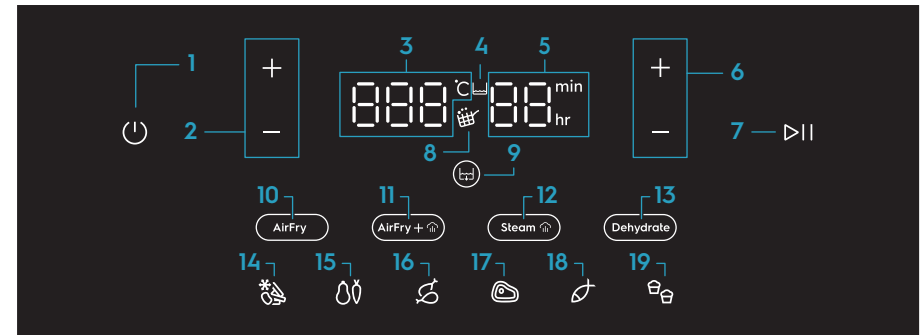 3 4 5
1 + °C min + 6
888 88
2 − hr − 7
8 9
10 11 12 13
AirFry AirFry + Steam Dehydrate
14 15 16 17 18 19